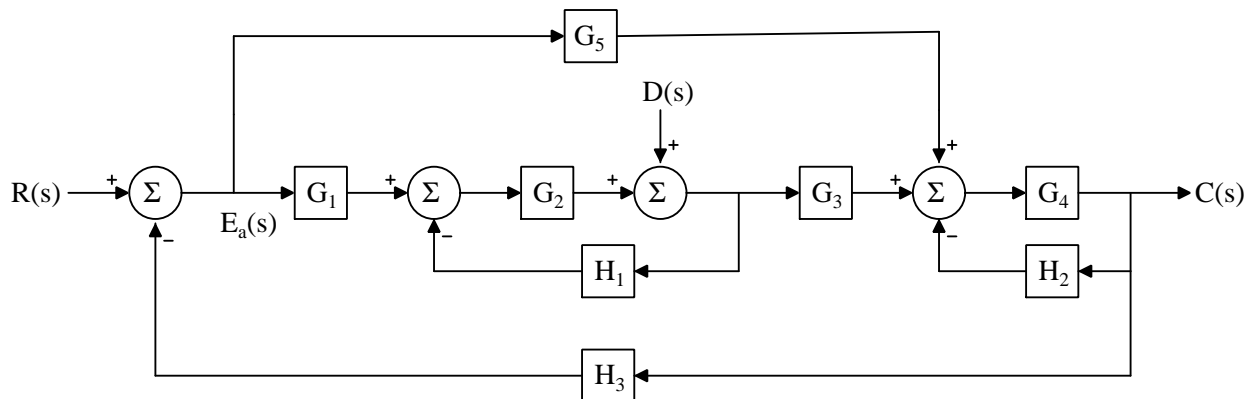 G₅
D(s)
+
+
R(s) + Σ G₁ + Σ G₂ + Σ G₃ + Σ G₄ C(s)
Eₐ(s)
−
−
−
H₁
H₂
H₃